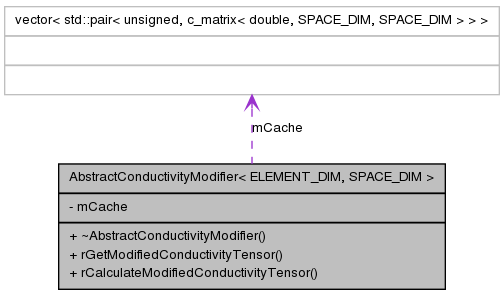 vector< std::pair< unsigned, c_matrix< double, SPACE_DIM, SPACE_DIM > > >
mCache
AbstractConductivityModifier< ELEMENT_DIM, SPACE_DIM >
- mCache
+ ~AbstractConductivityModifier()
+ rGetModifiedConductivityTensor()
+ rCalculateModifiedConductivityTensor()